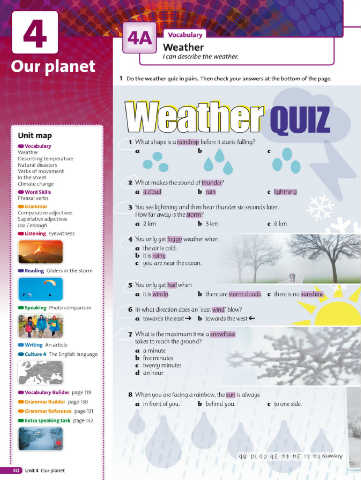 4
Our planet
4A
Vocabulary
Weather
I can describe the weather.
1 Do the weather quiz in pairs. Then check your answers at the bottom of the page.
Unit map
Vocabulary
Weather
Describing temperature
Natural disasters
Verbs of movement
In the street
Climate change
Word Skills
Phrasal verbs
Grammar
Comparative adjectives
Superlative adjectives
too / enough
Listening Eyewitness
Reading Gliders in the storm
Speaking Photo comparison
Writing An article
Culture 4 The English language
Vocabulary Builder page 119
Grammar Builder page 130
Grammar Reference page 131
Extra speaking task page 142
Weather QUIZ
1 What shape is a raindrop before it starts falling?
a b c
2 What makes the sound of thunder?
a a cloud b rain c lightning
3 You see lightning and then hear thunder six seconds later.
How far away is the storm?
a 2 km b 3 km c 6 km
4 You only get foggy weather when
a the air is cold.
b it is rainy.
c you are near the ocean.
5 You only get hail when
a it is windy. b there are storm clouds. c there is no sunshine.
6 In what direction does an 'east wind' blow?
a towards the east → b towards the west ←
7 What is the maximum time a snowflake
takes to reach the ground?
a a minute
b five minutes
c twenty minutes
d an hour
8 When you are facing a rainbow, the sun is always
a in front of you. b behind you. c to one side.
Unit 4 Our planet